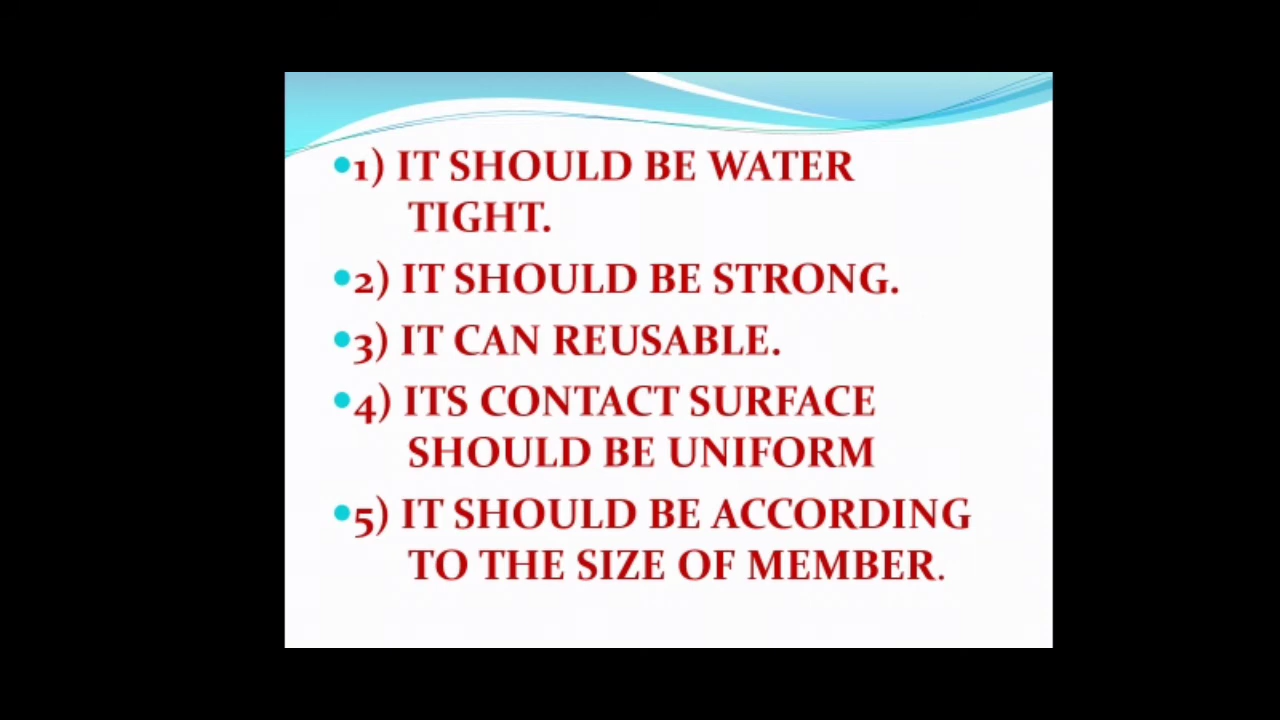 •1) IT SHOULD BE WATER
TIGHT.
•2) IT SHOULD BE STRONG.
•3) IT CAN REUSABLE.
•4) ITS CONTACT SURFACE
SHOULD BE UNIFORM
•5) IT SHOULD BE ACCORDING
TO THE SIZE OF MEMBER.